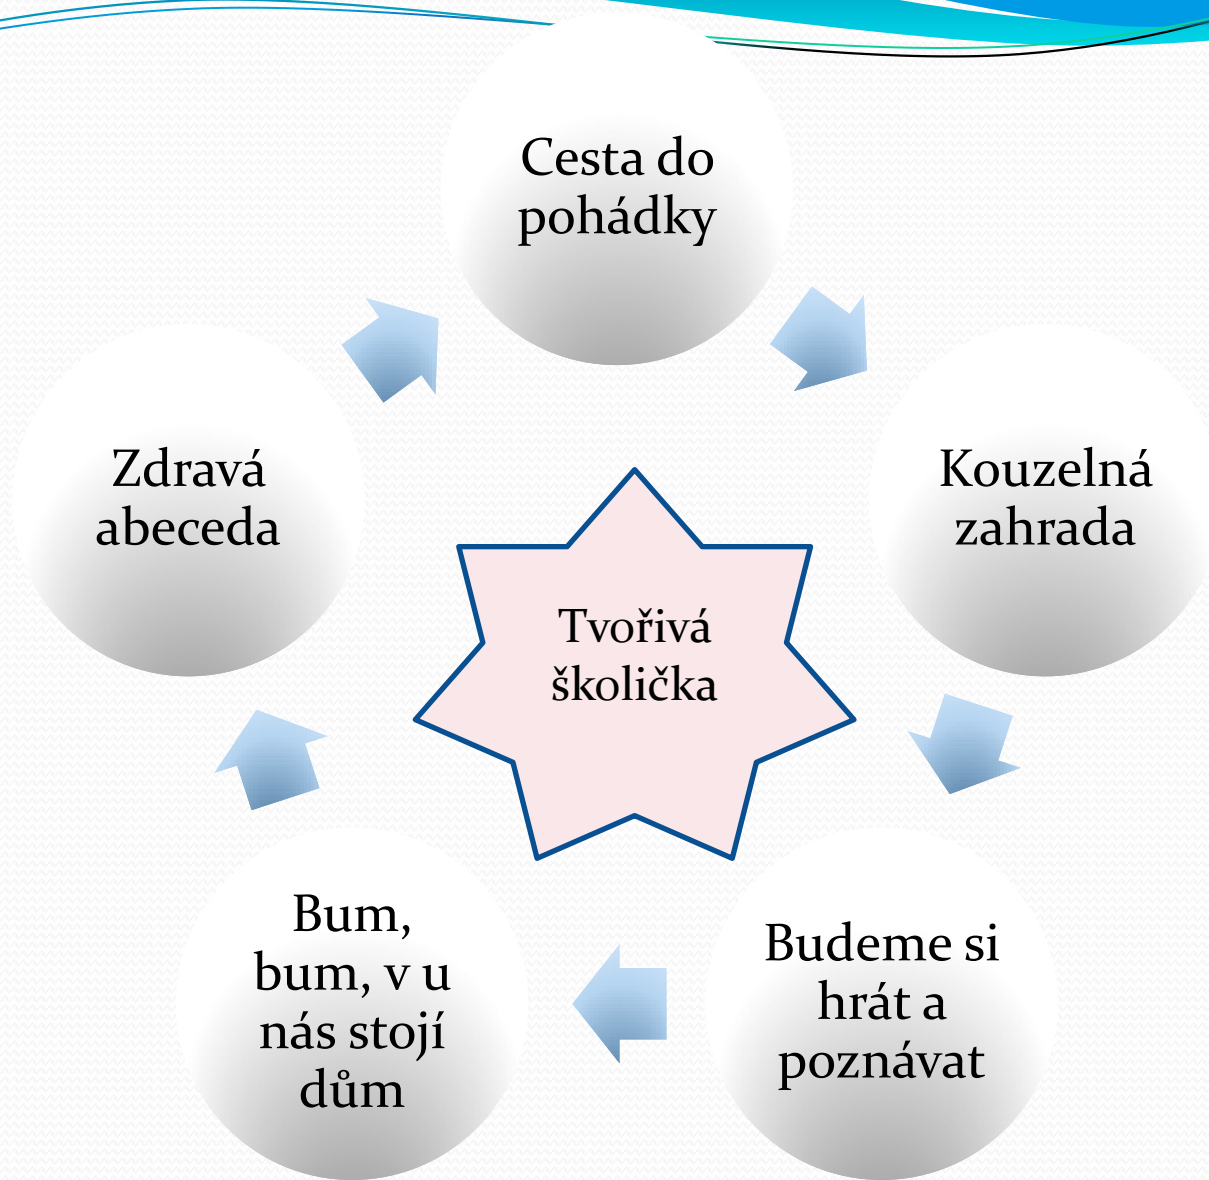 Cesta do
pohádky
Kouzelná
zahrada
Budeme si
hrát a
poznávat
Bum,
bum, v u
nás stojí
dům
Zdravá
abeceda
Tvořivá
školička